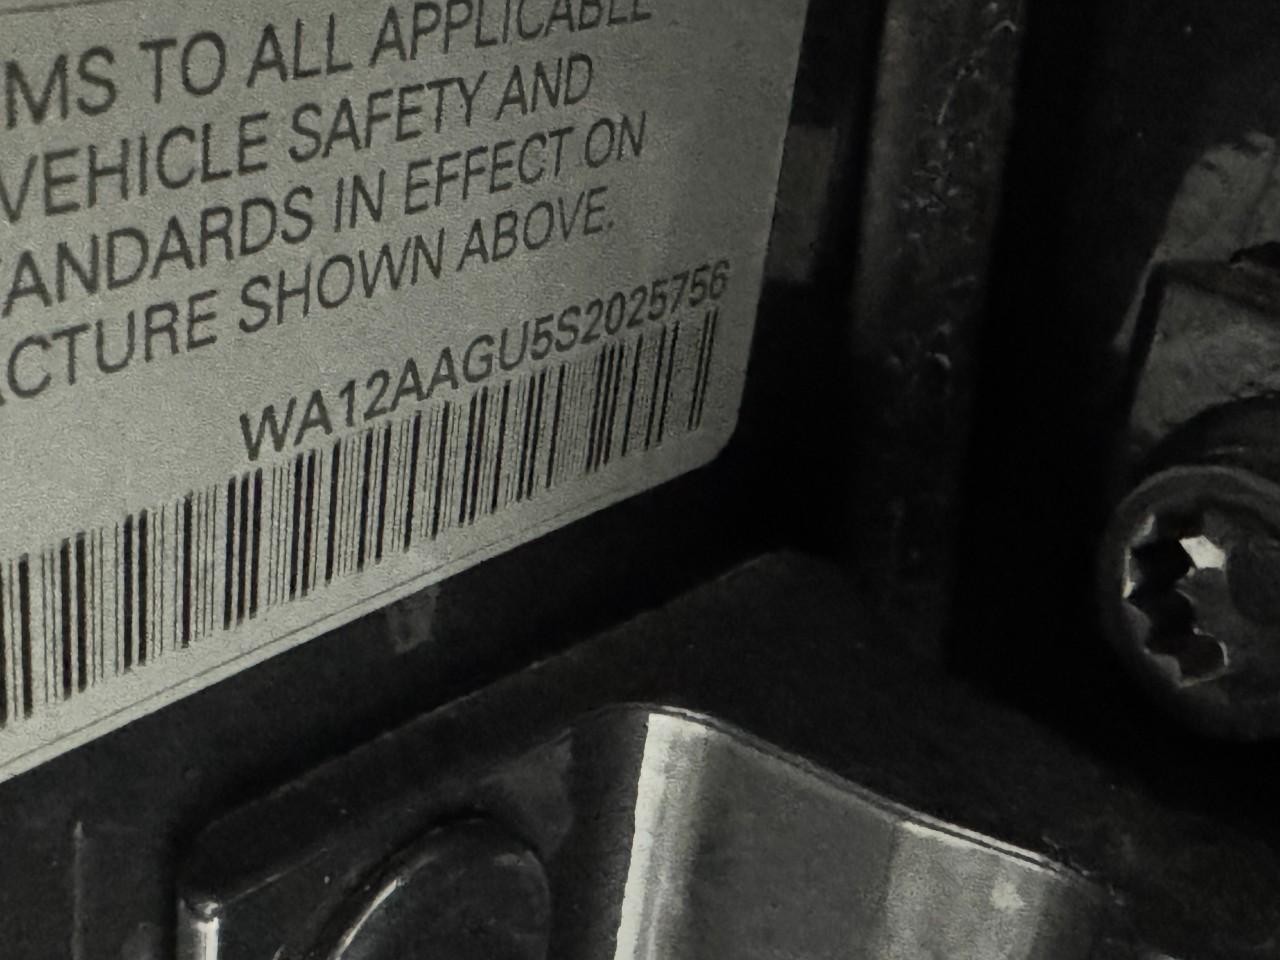 MS TO ALL APPLICABLE
VEHICLE SAFETY AND
ANDARDS IN EFFECT ON
ACTURE SHOWN ABOVE.
WA12AAGU5S2025756